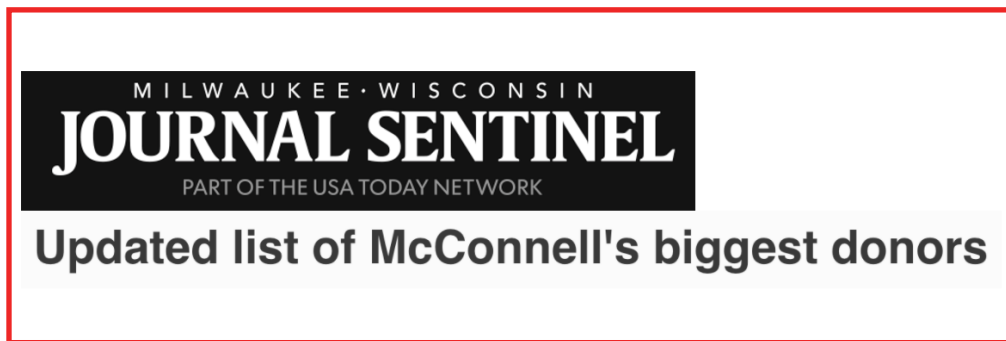 MILWAUKEE·WISCONSIN
JOURNAL SENTINEL
PART OF THE USA TODAY NETWORK
Updated list of McConnell's biggest donors